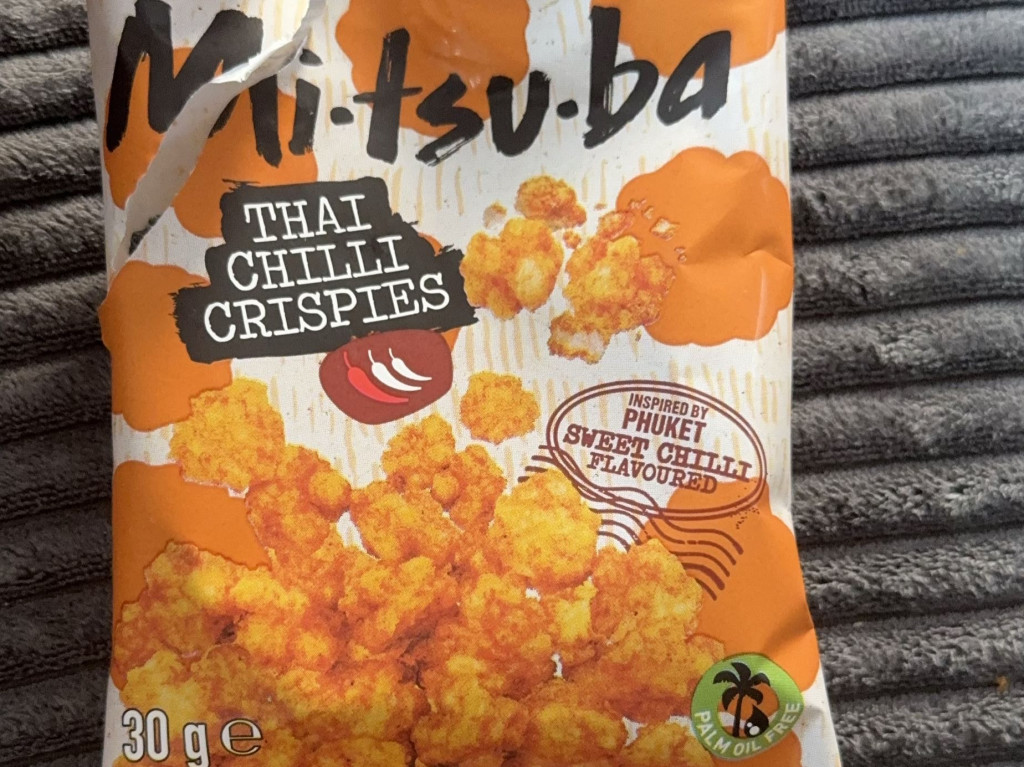 Mi·tsu·ba
THAI
CHILLI
CRISPIES
INSPIRED BY
PHUKET
SWEET CHILLI
FLAVOURED
30 g ℮
PALM OIL FREE